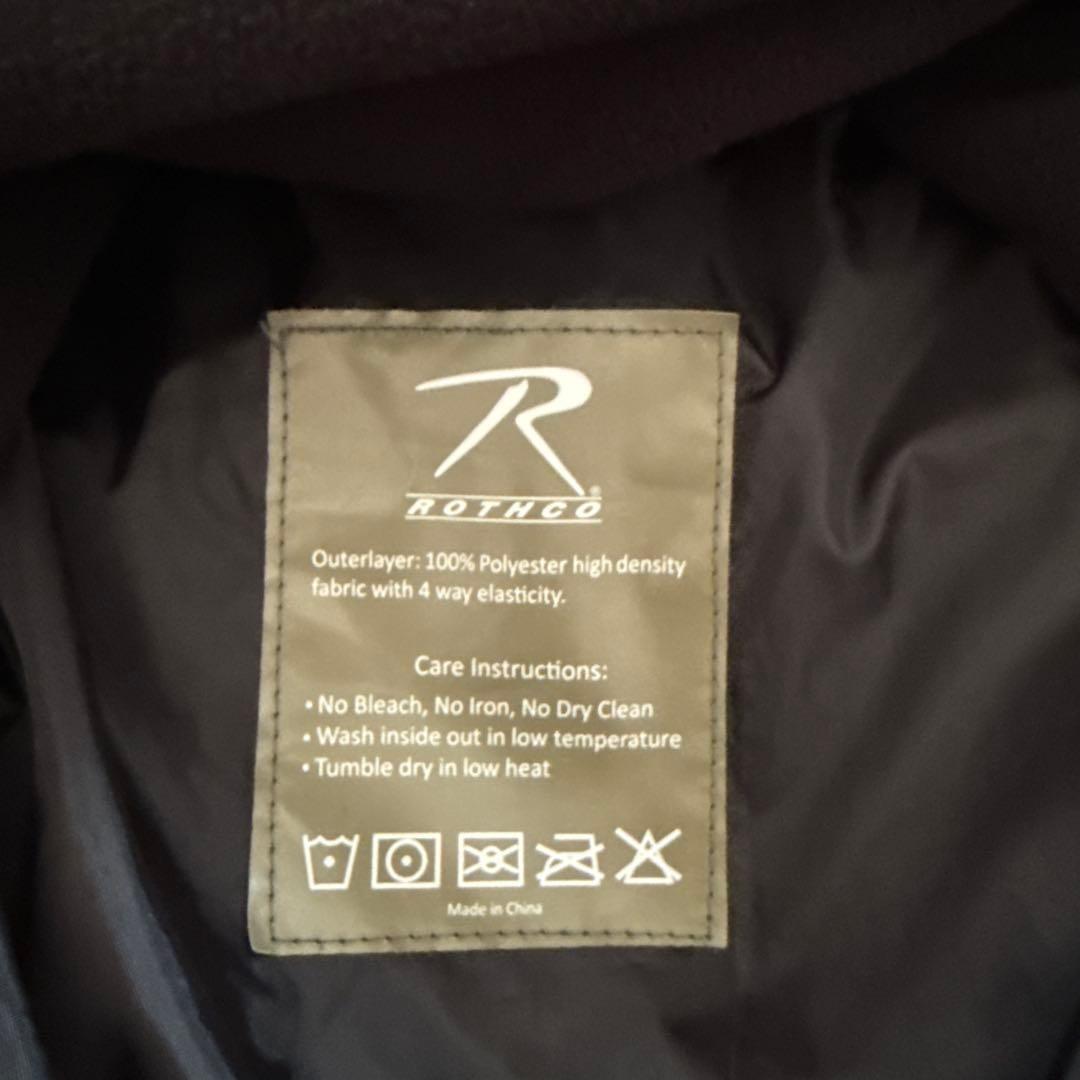 R®
ROTHCO
Outerlayer: 100% Polyester high density
fabric with 4 way elasticity.
Care Instructions:
• No Bleach, No Iron, No Dry Clean
• Wash inside out in low temperature
• Tumble dry in low heat
Made in China